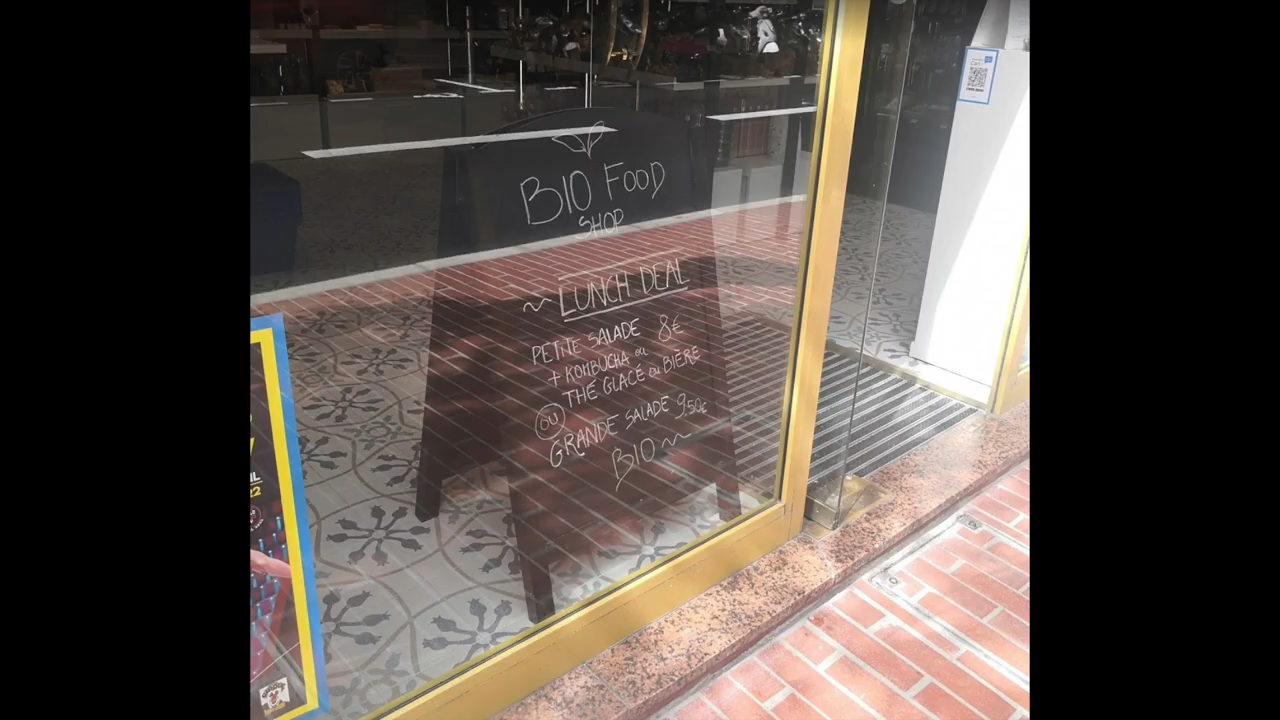 BIO FOOD
SHOP
~ LUNCH DEAL
PETITE SALADE 8€
+ KOMBUCHA ou
THÉ GLACÉ ou BIÈRE
OU
GRANDE SALADE 9,50€
BIO ~